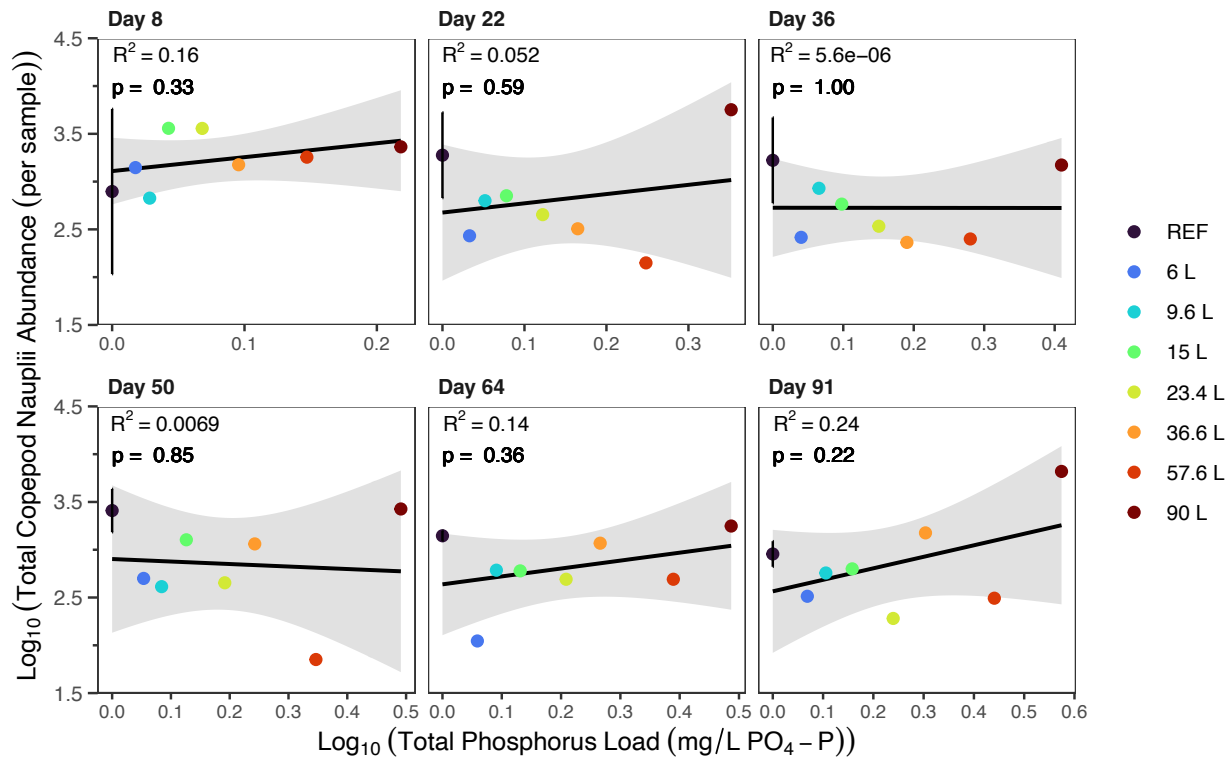 Day 8
Day 22
Day 36
4.5
3.5
2.5
1.5
R² = 0.16
p = 0.33
R² = 0.052
p = 0.59
R² = 5.6e−06
p = 1.00
0.0 0.1 0.2
0.0 0.1 0.2 0.3
0.0 0.1 0.2 0.3 0.4
Day 50
Day 64
Day 91
4.5
3.5
2.5
1.5
R² = 0.0069
p = 0.85
R² = 0.14
p = 0.36
R² = 0.24
p = 0.22
0.0 0.1 0.2 0.3 0.4 0.5
0.0 0.1 0.2 0.3 0.4 0.5
0.0 0.1 0.2 0.3 0.4 0.5 0.6
Log₁₀ (Total Copepod Nauplii Abundance (per sample))
Log₁₀ (Total Phosphorus Load (mg/L PO₄ − P))
REF
6 L
9.6 L
15 L
23.4 L
36.6 L
57.6 L
90 L